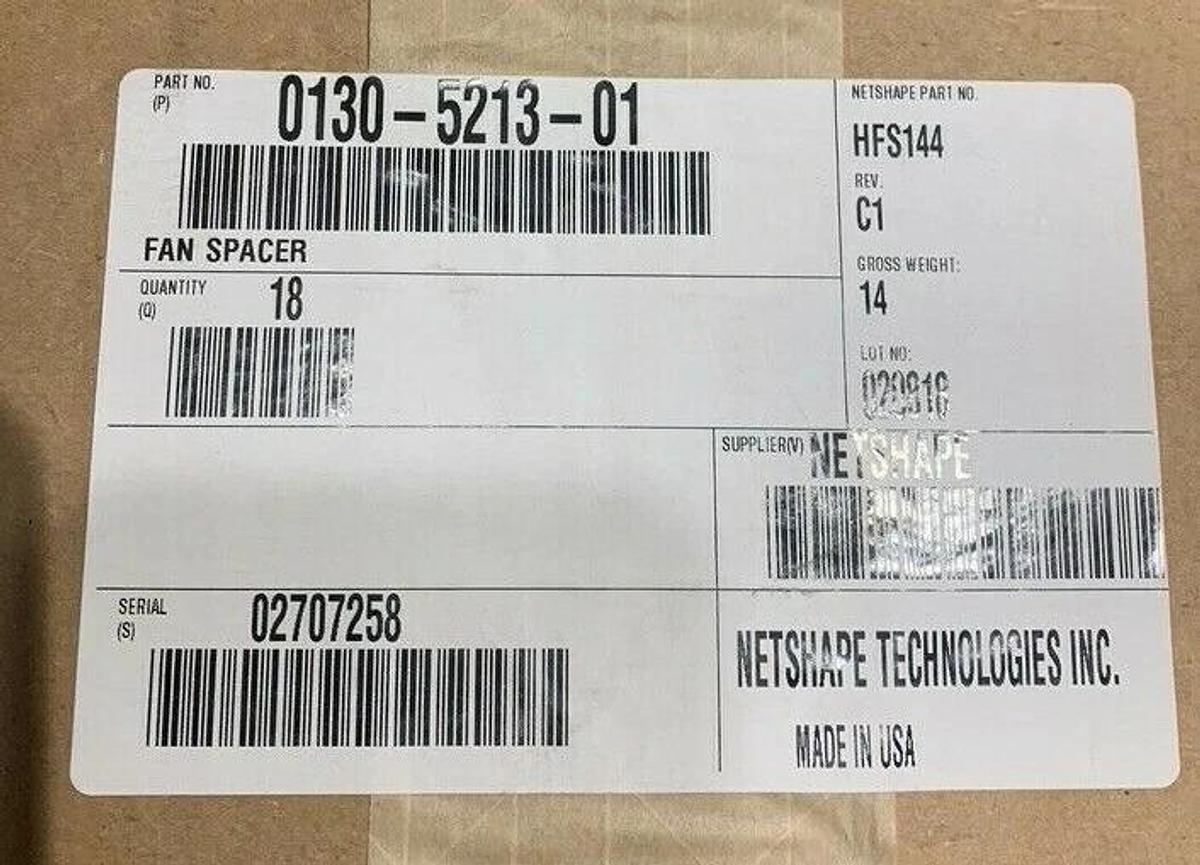 PART NO.
(P)
0130-5213-01
FAN SPACER
QUANTITY
(Q)
18
NETSHAPE PART NO.
HFS144
REV.
C1
GROSS WEIGHT:
14
LOT NO:
SUPPLIER(V) NETSHAPE
SERIAL
(S)
02707258
NETSHAPE TECHNOLOGIES INC.
MADE IN USA